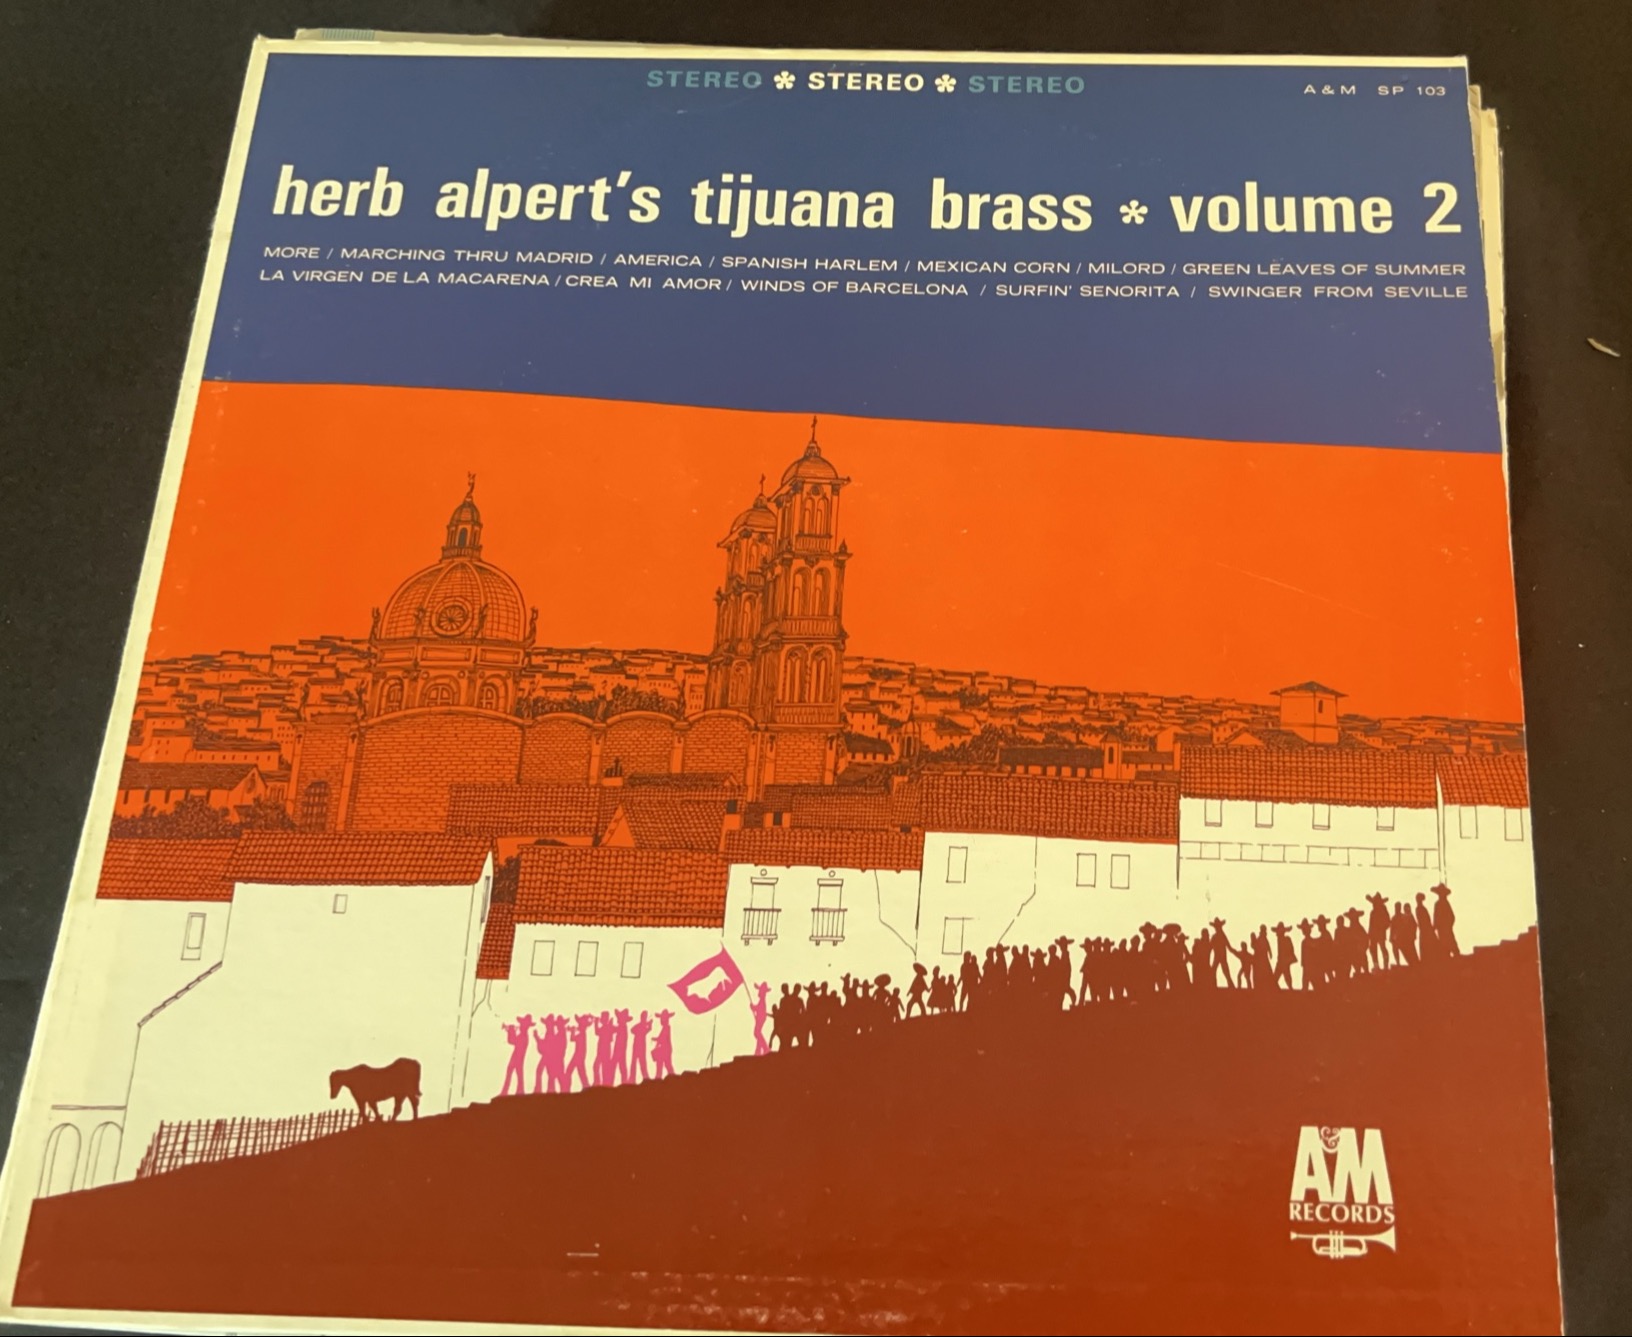 STEREO * STEREO * STEREO
A & M SP 103
herb alpert's tijuana brass * volume 2
MORE / MARCHING THRU MADRID / AMERICA / SPANISH HARLEM / MEXICAN CORN / MILORD / GREEN LEAVES OF SUMMER
LA VIRGEN DE LA MACARENA / CREA MI AMOR / WINDS OF BARCELONA / SURFIN' SENORITA / SWINGER FROM SEVILLE
A&M
RECORDS